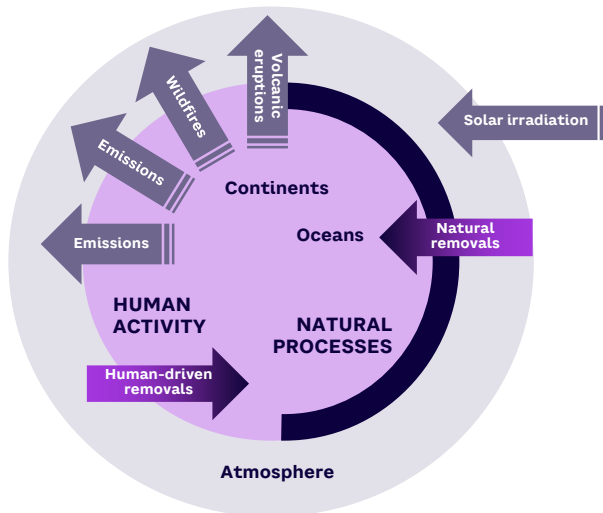 Volcanic
eruptions
Wildfires
Emissions
Solar irradiation
Continents
Emissions
Oceans
Natural
removals
HUMAN
ACTIVITY
NATURAL
PROCESSES
Human-driven
removals
Atmosphere